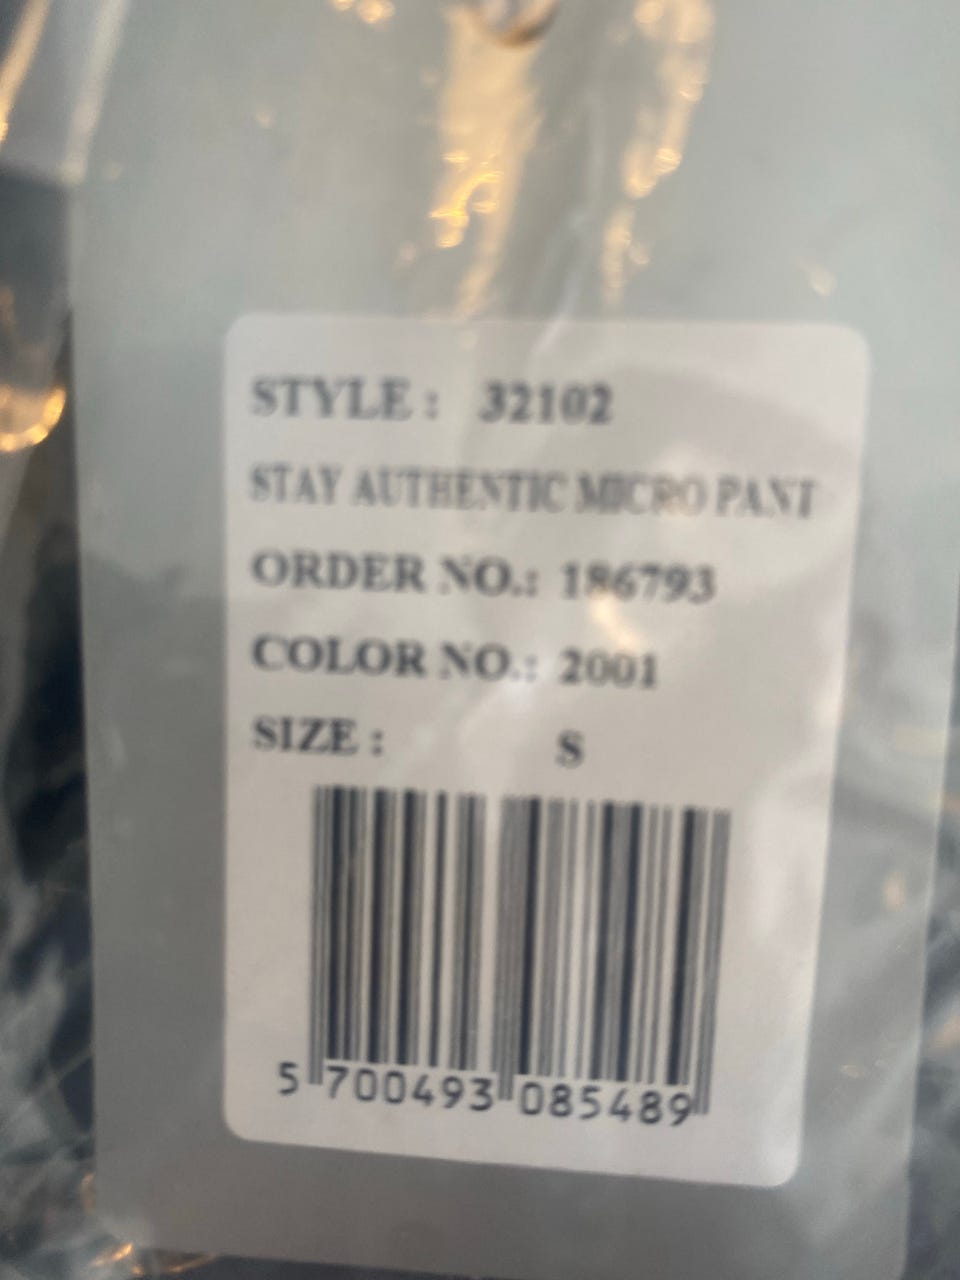 STYLE : 32102
STAY AUTHENTIC MICRO PANT
ORDER NO.: 186793
COLOR NO.: 2001
SIZE : S
5 700493 085489